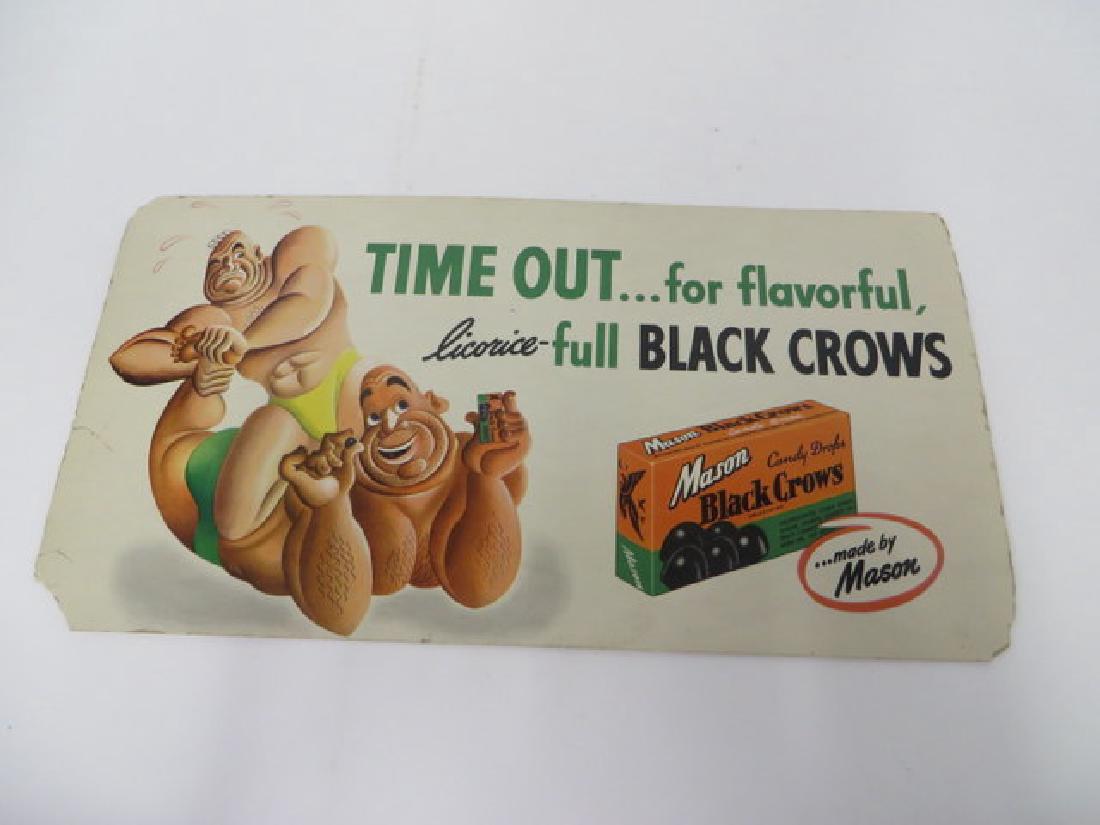 TIME OUT...for flavorful,
licorice-full BLACK CROWS
Mason Black Crows
Mason
Candy Drops
Black Crows
Mason
...made by
Mason